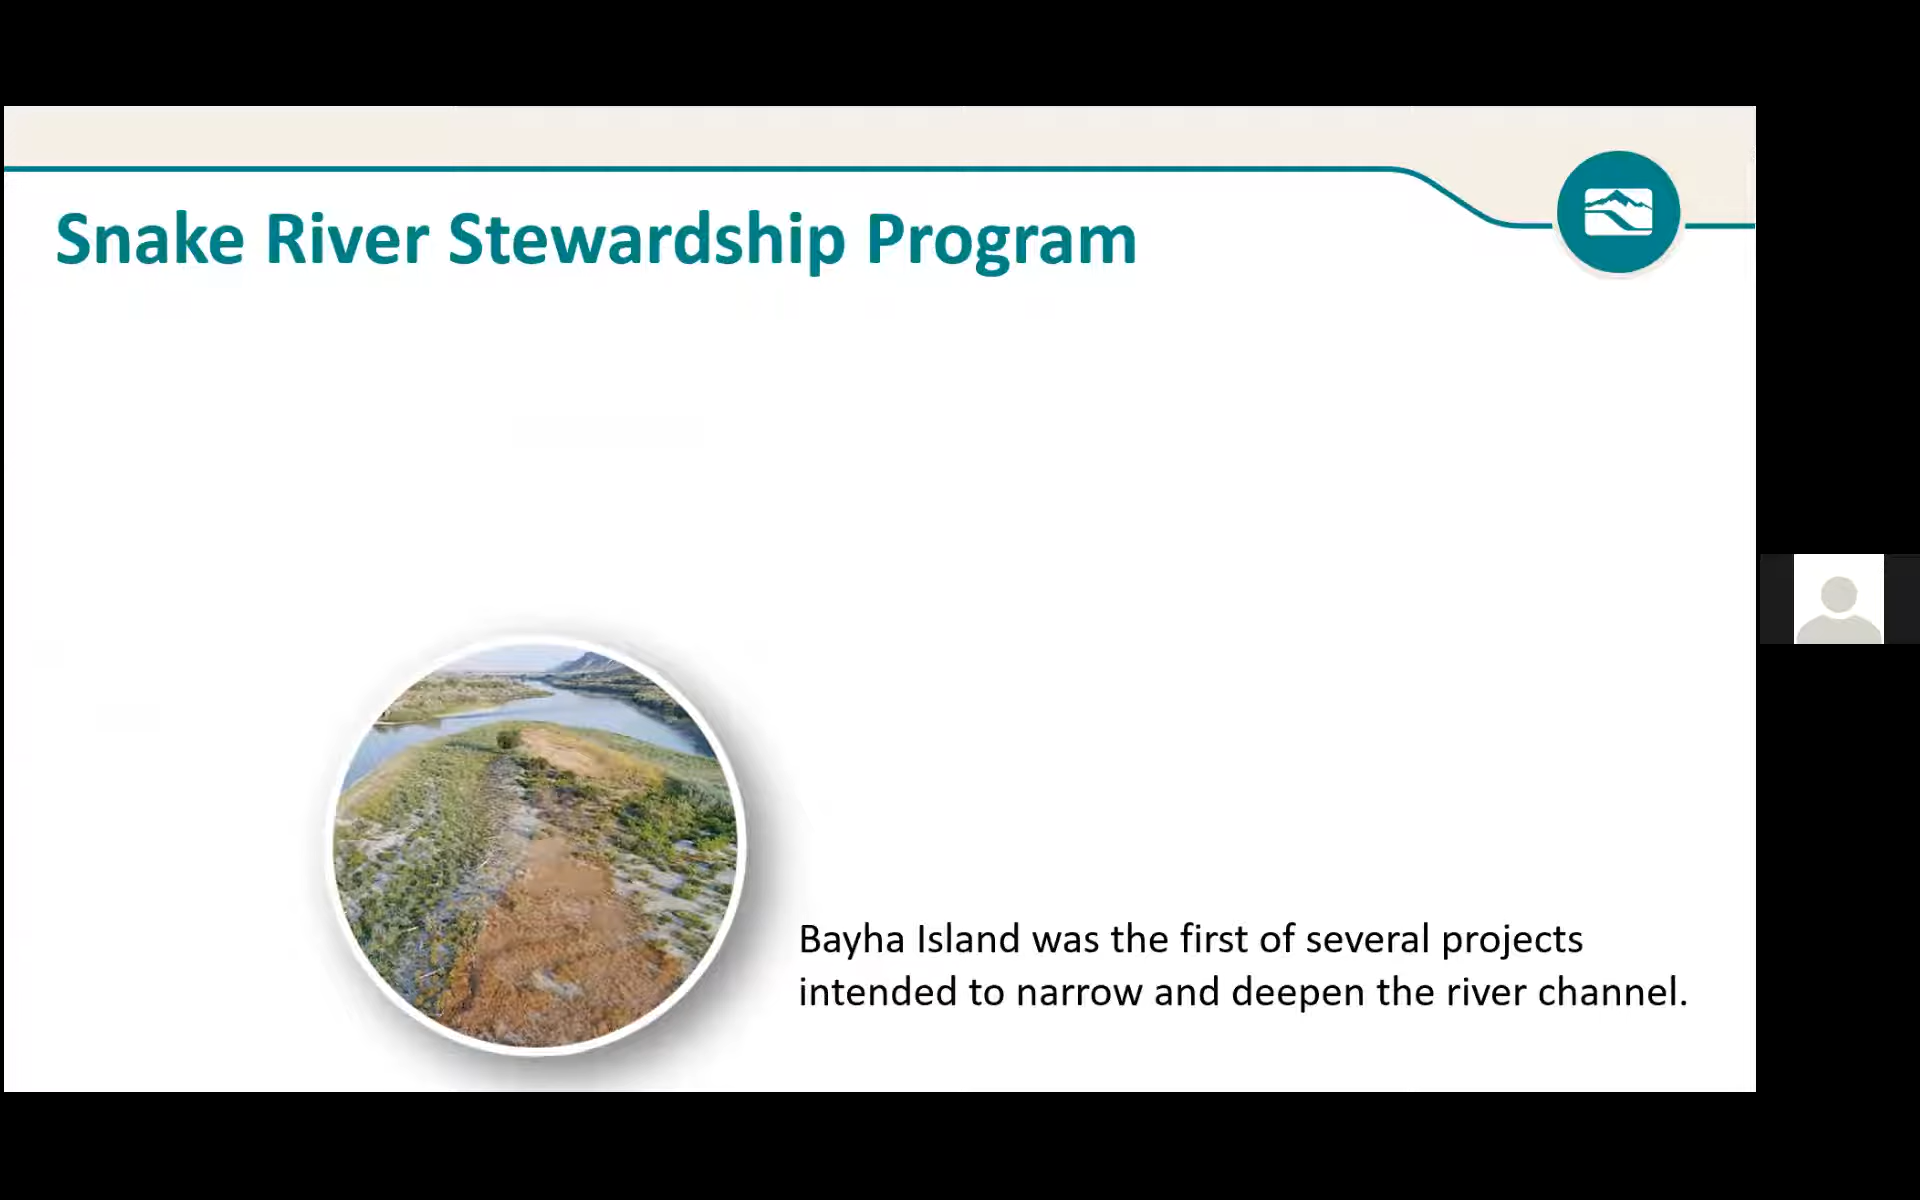 Snake River Stewardship Program
Bayha Island was the first of several projects
intended to narrow and deepen the river channel.